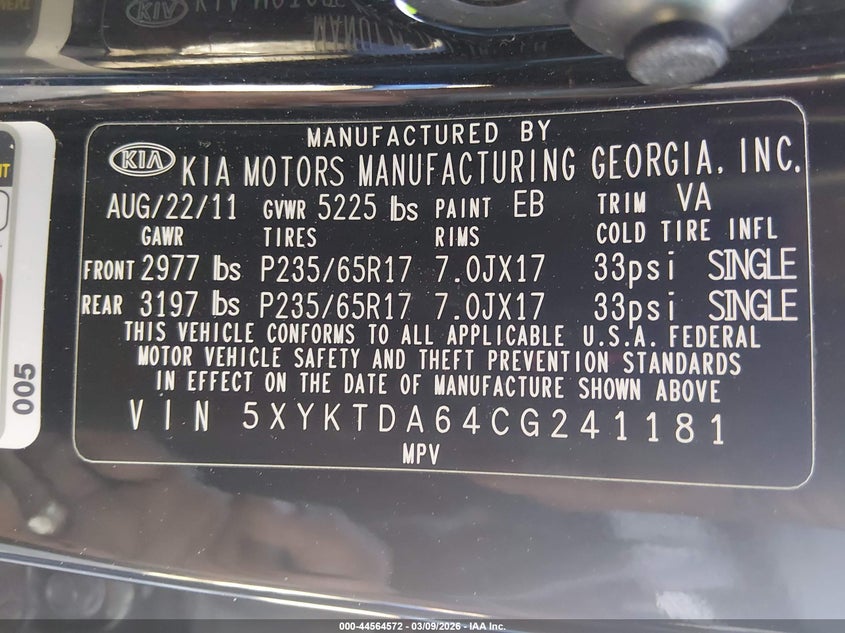 MANUFACTURED BY
KIA KIA MOTORS MANUFACTURING GEORGIA, INC.
AUG/22/11 GVWR 5225 lbs PAINT EB TRIM VA
GAWR TIRES RIMS COLD TIRE INFL
FRONT 2977 lbs P235/65R17 7.0JX17 33psi SINGLE
REAR 3197 lbs P235/65R17 7.0JX17 33psi SINGLE
THIS VEHICLE CONFORMS TO ALL APPLICABLE U.S.A. FEDERAL
MOTOR VEHICLE SAFETY AND THEFT PREVENTION STANDARDS
IN EFFECT ON THE DATE OF MANUFACTURE SHOWN ABOVE
VIN 5XYKTDA64CG241181
MPV
005
000-44564572 — 03/09/2026 - IAA Inc.